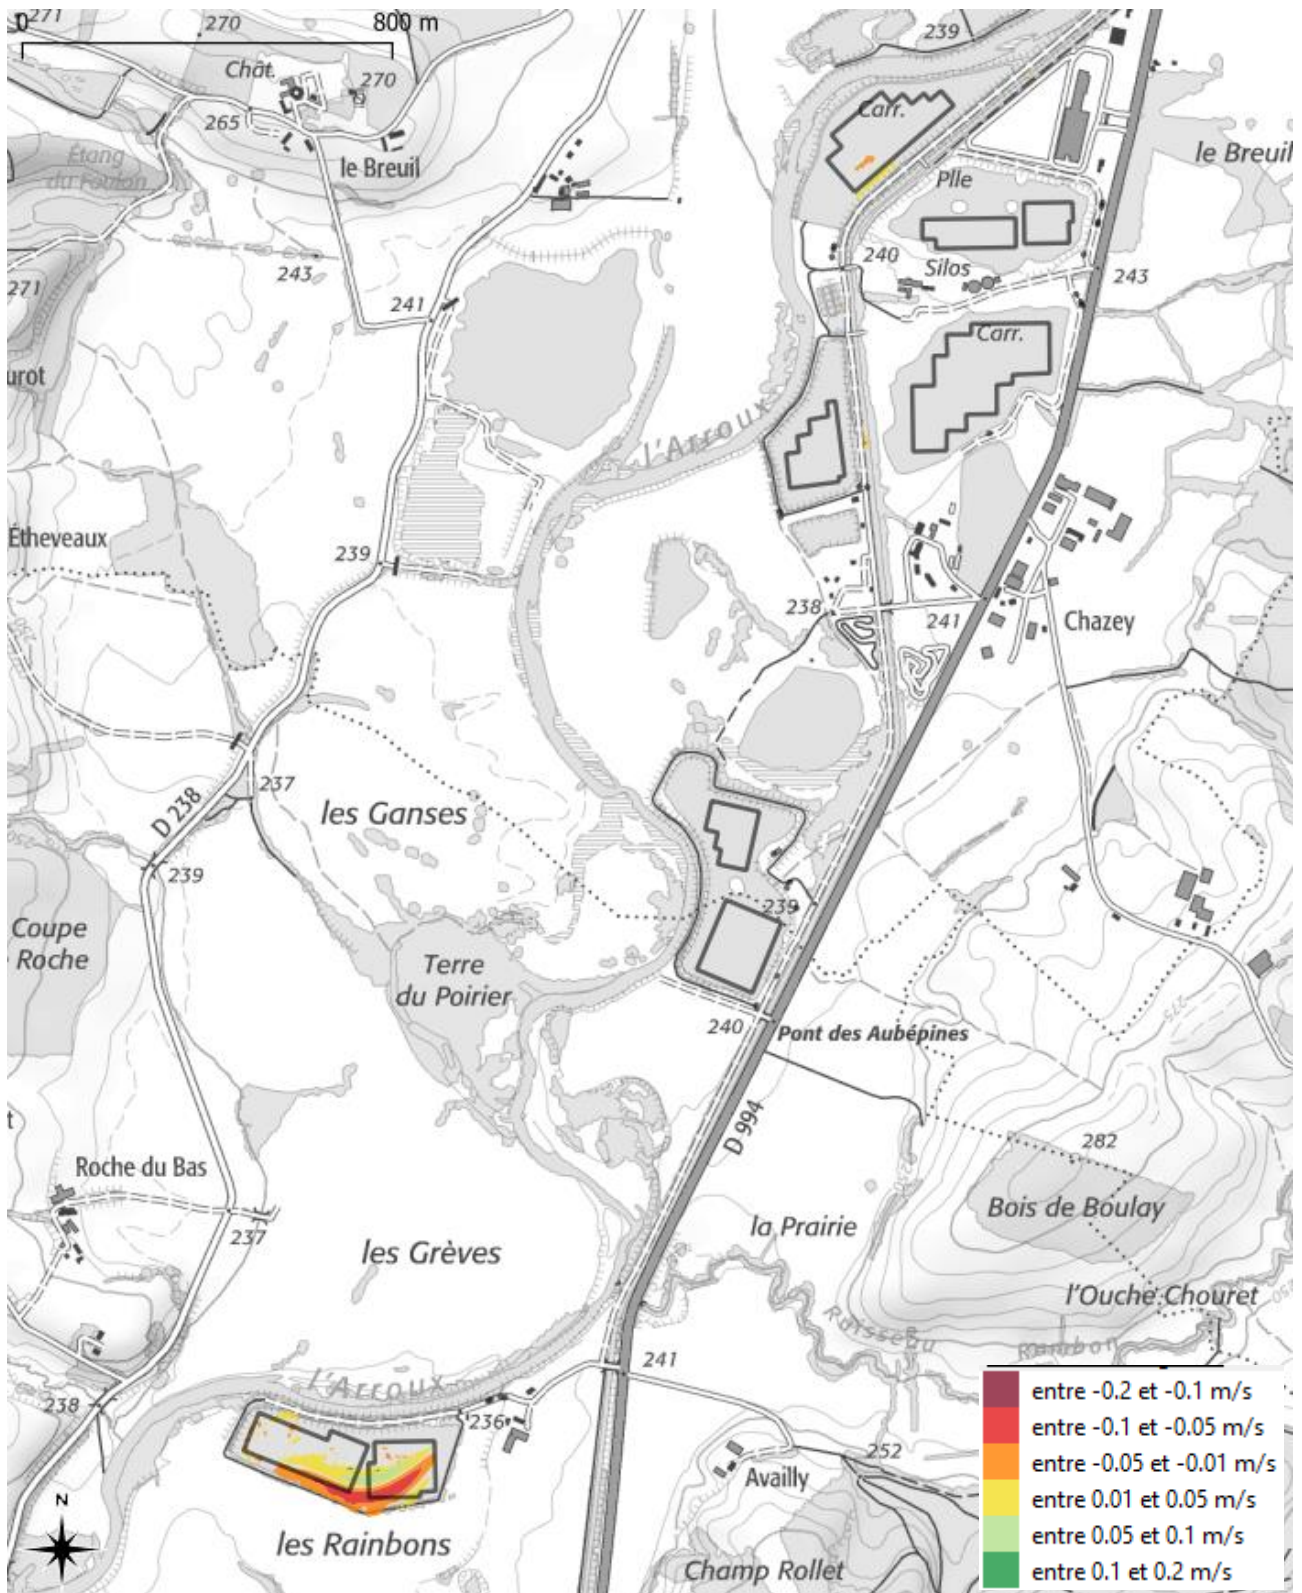 0
800 m
271
270
239
Chât.
270
Carr.
265
Étang
du Foulon
le Breuil
le Breuil
Plle
243
240
Silos
243
271
241
Carr.
urot
l'Arroux
Étheveaux
239
238
241
Chazey
250
237
D 238
les Ganses
239
239
Coupe
Roche
Terre
du Poirier
275
240
Pont des Aubépines
D 994
282
t
Roche du Bas
Bois de Boulay
la Prairie
237
les Grèves
l'Ouche Chouret
Ruisseau
Rainbon
241
l'Arroux
238
236
252
Availly
N
les Rainbons
Champ Rollet
entre -0.2 et -0.1 m/s
entre -0.1 et -0.05 m/s
entre -0.05 et -0.01 m/s
entre 0.01 et 0.05 m/s
entre 0.05 et 0.1 m/s
entre 0.1 et 0.2 m/s